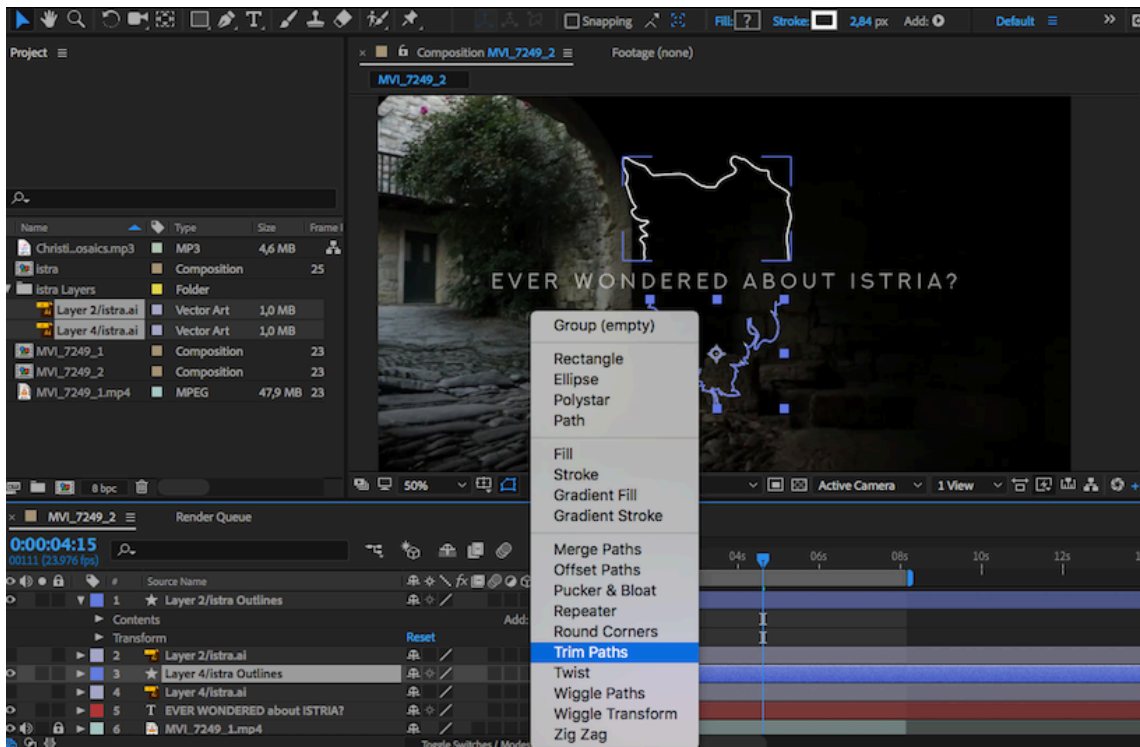 T
Snapping
Fill: ?
Stroke:
2,84 px
Add:
Default
»
Project
× Composition MVI_7249_2
Footage (none)
MVI_7249_2
Name
Type
Size
Frame
Christi...osaics.mp3
MP3
4,6 MB
istra
Composition
25
istra Layers
Folder
Layer 2/istra.ai
Vector Art
1,0 MB
Layer 4/istra.ai
Vector Art
1,0 MB
MVI_7249_1
Composition
23
MVI_7249_2
Composition
23
MVI_7249_1.mp4
MPEG
47,9 MB
23
8 bpc
EVER WONDERED ABOUT ISTRIA?
Group (empty)
Rectangle
Ellipse
Polystar
Path
Fill
Stroke
Gradient Fill
Gradient Stroke
Merge Paths
Offset Paths
Pucker & Bloat
Repeater
Round Corners
Trim Paths
Twist
Wiggle Paths
Wiggle Transform
Zig Zag
50%
Active Camera
1 View
× MVI_7249_2
Render Queue
0:00:04:15
00111 (23.976 fps)
04s
06s
08s
10s
12s
#
Source Name
fx
1
Layer 2/istra Outlines
Contents
Add:
Transform
Reset
2
Layer 2/istra.ai
3
Layer 4/istra Outlines
4
Layer 4/istra.ai
5
T
EVER WONDERED about ISTRIA?
6
MVI_7249_1.mp4
Toggle Switches / Modes